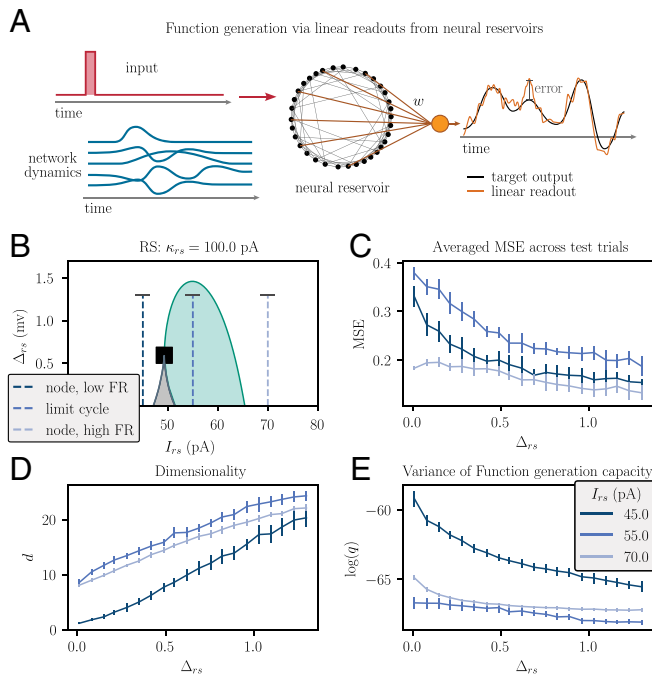 A
Function generation via linear readouts from neural reservoirs
input
time
network
dynamics
time
w
neural reservoir
error
time
target output
linear readout
B
RS: κrs = 100.0 pA
Δrs (mv)
1.5
1.0
0.5
node, low FR
limit cycle
node, high FR
50
60
70
80
Irs (pA)
C
Averaged MSE across test trials
MSE
0.4
0.2
0.0
0.5
1.0
Δrs
D
Dimensionality
d
20
10
0
0.0
0.5
1.0
Δrs
E
Variance of Function generation capacity
log(q)
−60
−65
Irs (pA)
45.0
55.0
70.0
0.0
0.5
1.0
Δrs